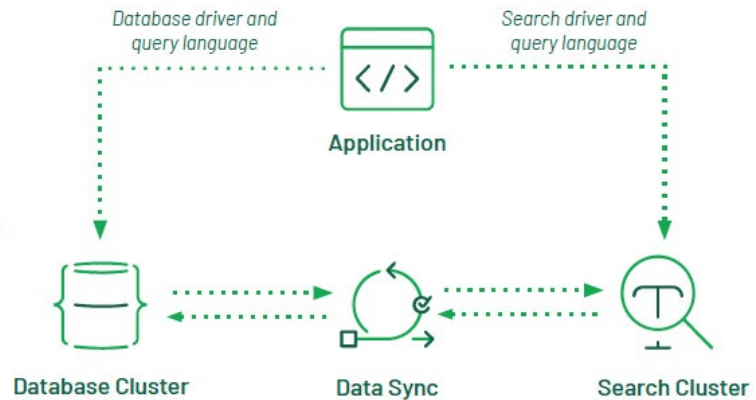 Database driver and
query language
Search driver and
query language
Application
Database Cluster
Data Sync
Search Cluster